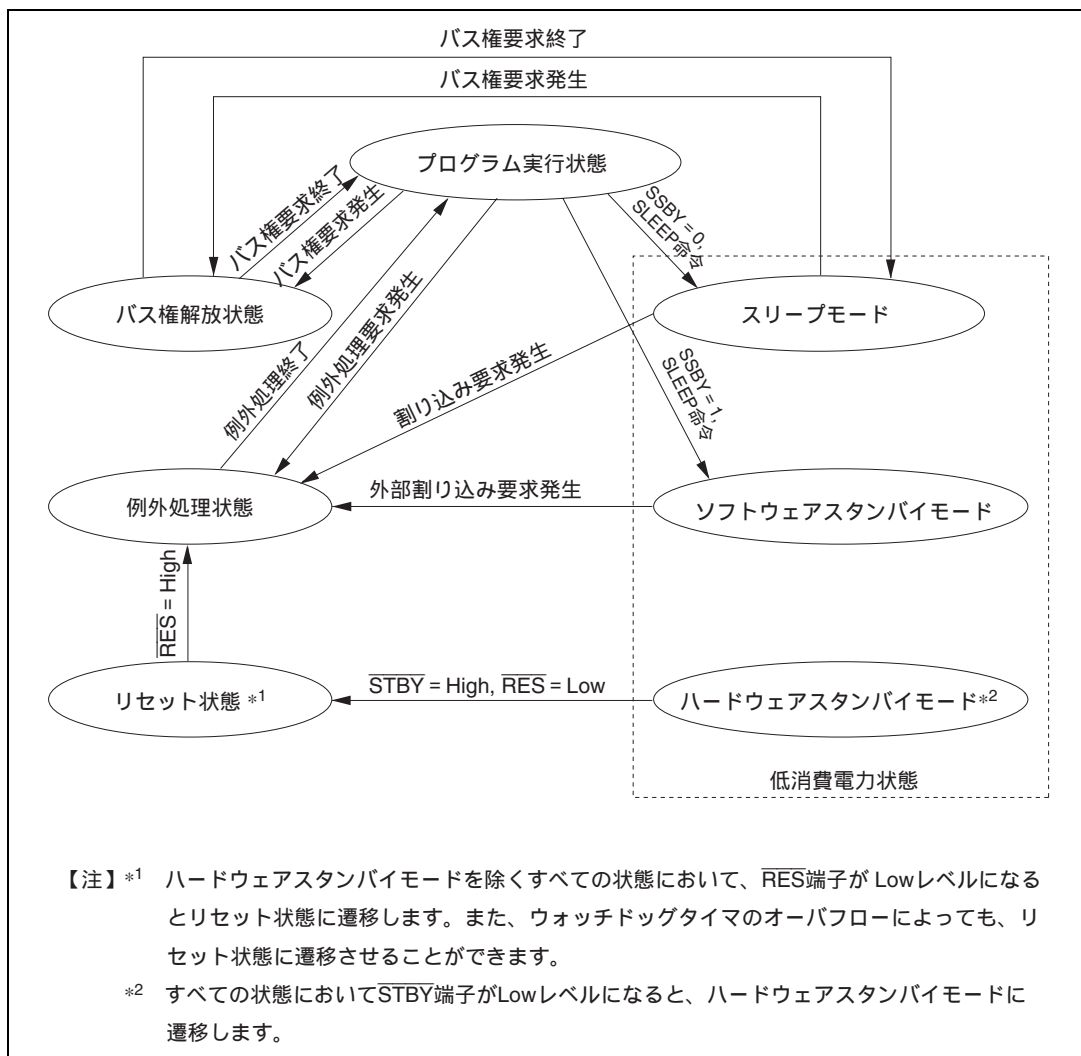 バス権要求終了
バス権要求発生
プログラム実行状態
バス権要求終了
バス権要求発生
SSBY = 0,
SLEEP命令
バス権解放状態
スリープモード
例外処理終了
例外処理要求発生
割り込み要求発生
SSBY = 1,
SLEEP命令
例外処理状態
外部割り込み要求発生
ソフトウェアスタンバイモード
RES = High
リセット状態 *1
STBY = High, RES = Low
ハードウェアスタンバイモード*2
低消費電力状態
【注】*1 ハードウェアスタンバイモードを除くすべての状態において、RES端子が Lowレベルになる
とリセット状態に遷移します。また、ウォッチドッグタイマのオーバフローによっても、リ
セット状態に遷移させることができます。
*2 すべての状態においてSTBY端子がLowレベルになると、ハードウェアスタンバイモードに
遷移します。